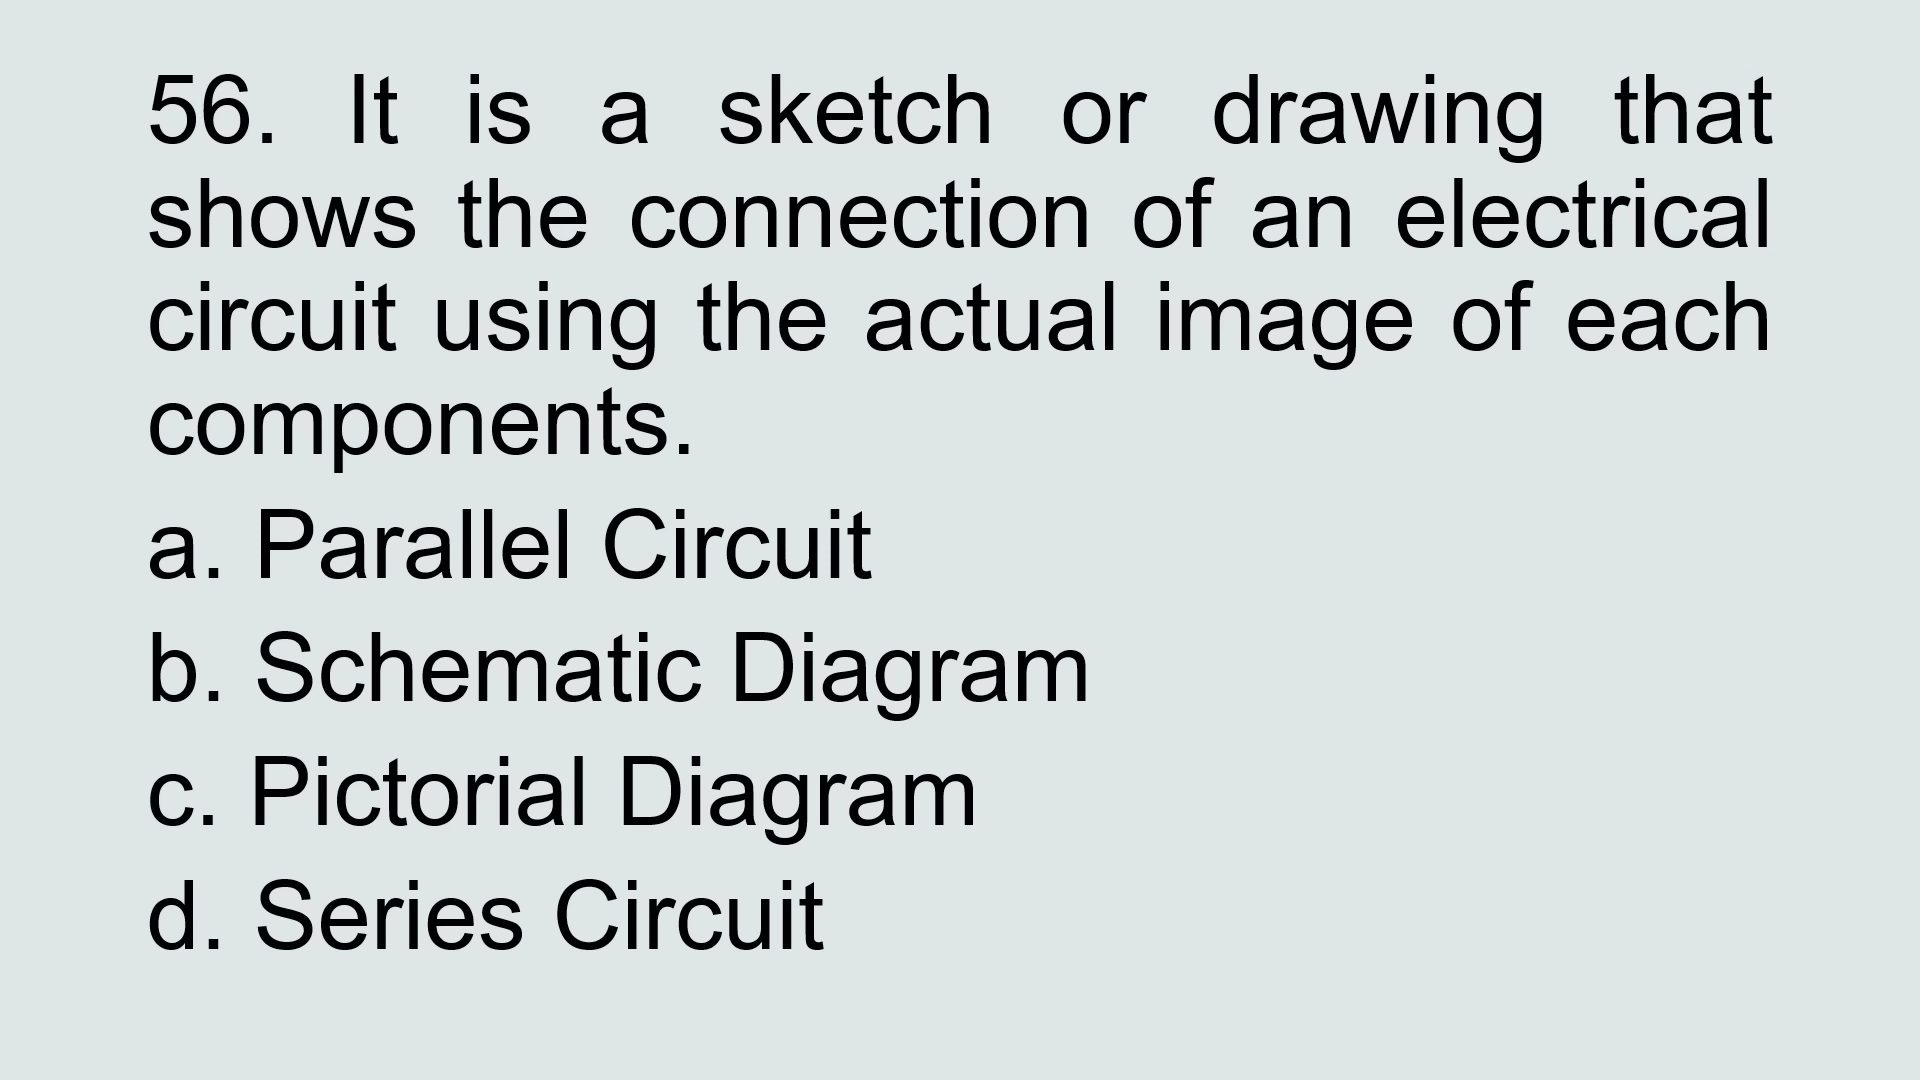 56. It is a sketch or drawing that
shows the connection of an electrical
circuit using the actual image of each
components.
a. Parallel Circuit
b. Schematic Diagram
c. Pictorial Diagram
d. Series Circuit